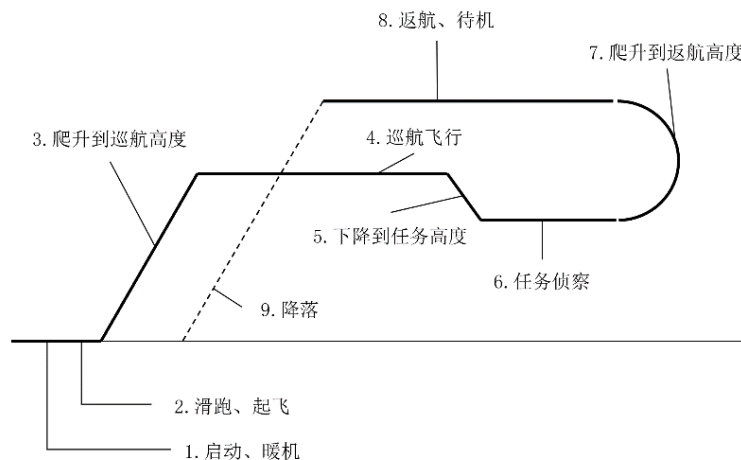 8.返航、待机
7.爬升到返航高度
3.爬升到巡航高度
4.巡航飞行
5.下降到任务高度
6.任务侦察
9.降落
2.滑跑、起飞
1.启动、暖机